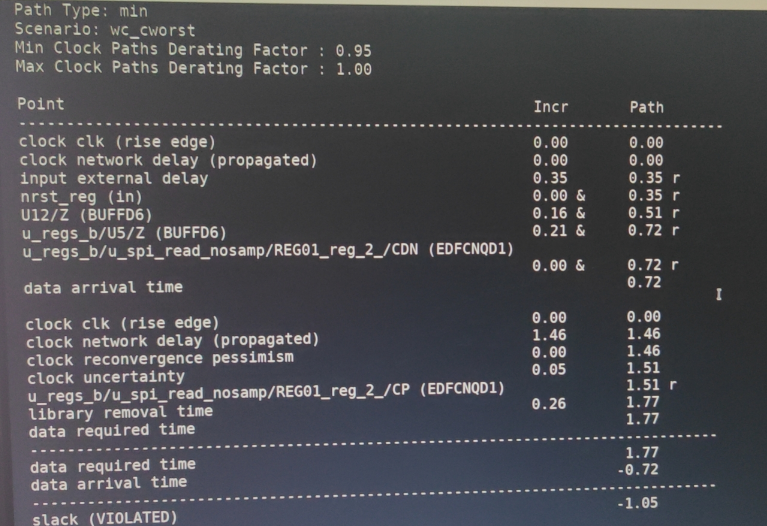 Path Type: min
Scenario: wc_cworst
Min Clock Paths Derating Factor : 0.95
Max Clock Paths Derating Factor : 1.00
Point Incr Path
------------------------------------------------------------
clock clk (rise edge) 0.00 0.00
clock network delay (propagated) 0.00 0.00
input external delay 0.35 0.35 r
nrst_reg (in) 0.00 & 0.35 r
U12/Z (BUFFD6) 0.16 & 0.51 r
u_regs_b/U5/Z (BUFFD6) 0.21 & 0.72 r
u_regs_b/u_spi_read_nosamp/REG01_reg_2_/CDN (EDFCNQD1)
0.00 & 0.72 r
data arrival time 0.72
clock clk (rise edge) 0.00 0.00
clock network delay (propagated) 1.46 1.46
clock reconvergence pessimism 0.00 1.46
clock uncertainty 0.05 1.51
u_regs_b/u_spi_read_nosamp/REG01_reg_2_/CP (EDFCNQD1) 1.51 r
library removal time 0.26 1.77
data required time 1.77
------------------------------------------------------------
data required time 1.77
data arrival time -0.72
------------------------------------------------------------
slack (VIOLATED) -1.05